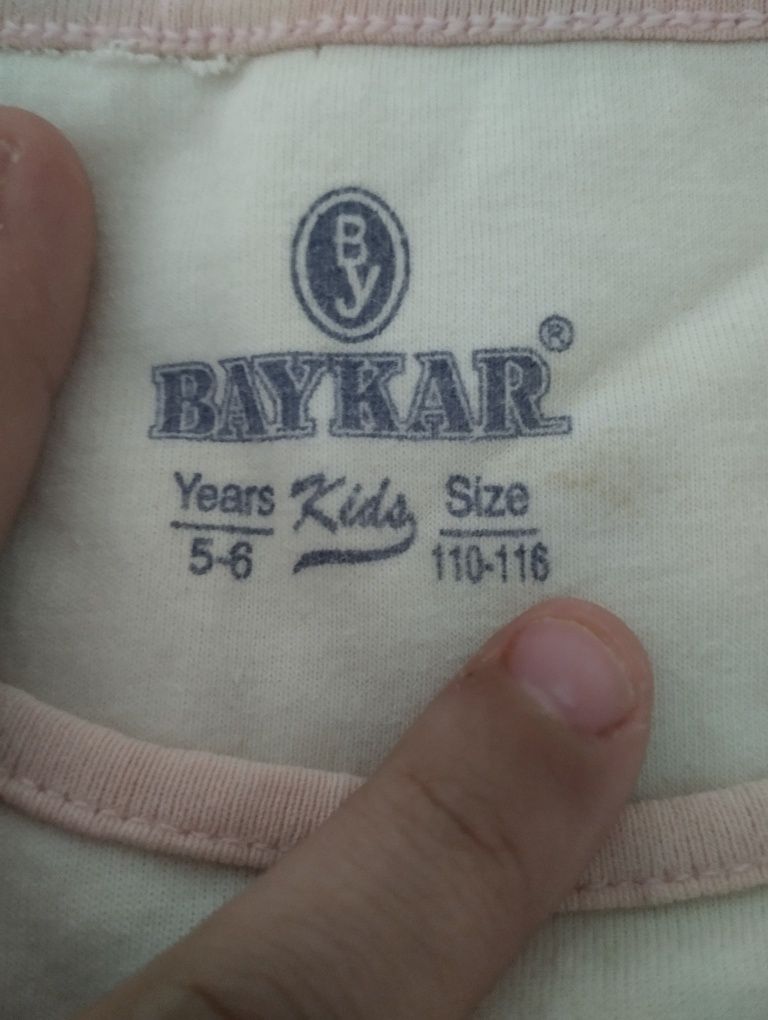 By
BAYKAR®
Years Kids Size
5-6 110-116